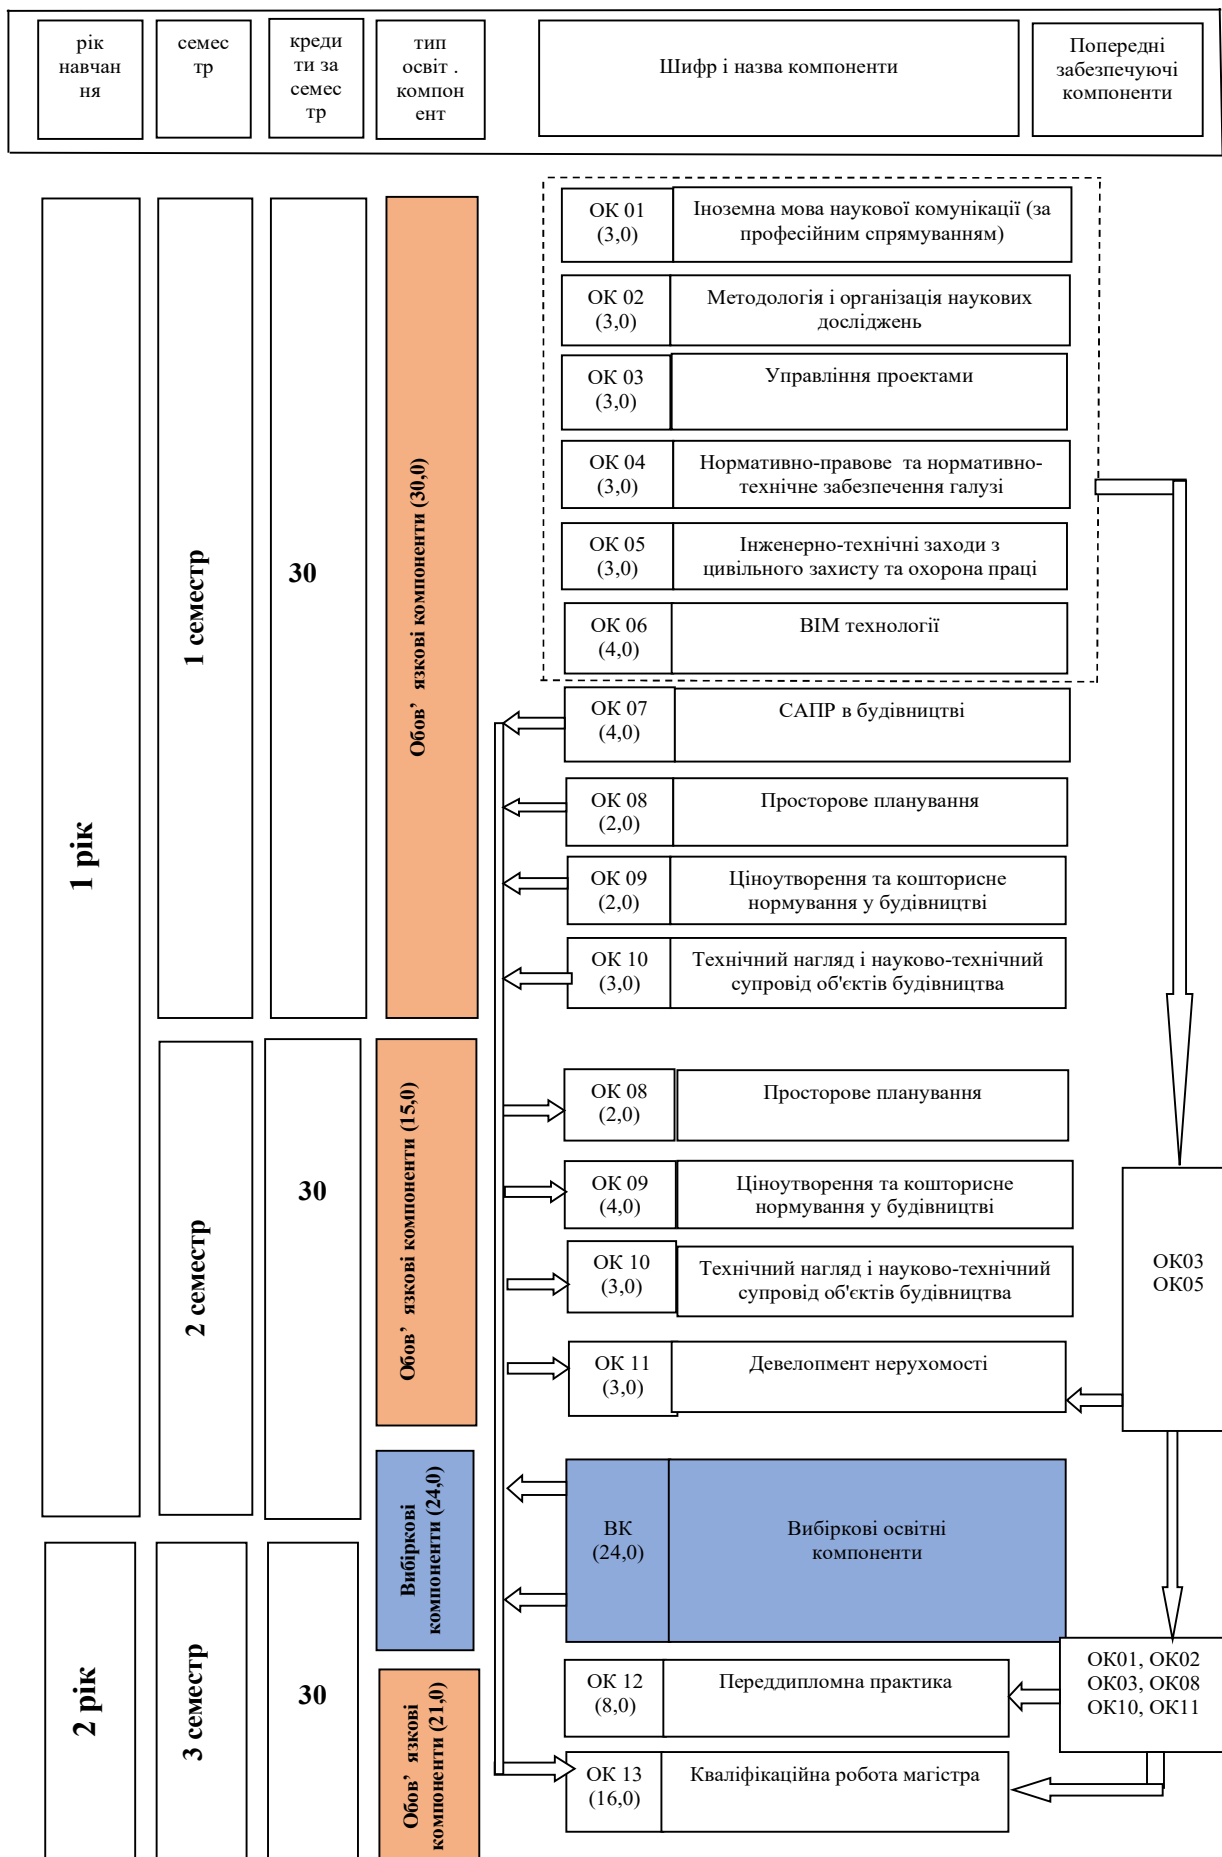 рік
навчан
ня
семес
тр
креди
ти за
семес
тр
тип
освіт .
компон
ент
Шифр і назва компоненти
Попередні
забезпечуючі
компоненти
1 рік
1 семестр
30
Обов’ язкові компоненти (30,0)
ОК 01
(3,0)
Іноземна мова наукової комунікації (за
професійним спрямуванням)
ОК 02
(3,0)
Методологія і організація наукових
досліджень
ОК 03
(3,0)
Управління проектами
ОК 04
(3,0)
Нормативно-правове та нормативно-
технічне забезпечення галузі
ОК 05
(3,0)
Інженерно-технічні заходи з
цивільного захисту та охорона праці
ОК 06
(4,0)
ВІМ технології
ОК 07
(4,0)
САПР в будівництві
ОК 08
(2,0)
Просторове планування
ОК 09
(2,0)
Ціноутворення та кошторисне
нормування у будівництві
ОК 10
(3,0)
Технічний нагляд і науково-технічний
супровід об'єктів будівництва
2 семестр
30
Обов’ язкові компоненти (15,0)
ОК 08
(2,0)
Просторове планування
ОК 09
(4,0)
Ціноутворення та кошторисне
нормування у будівництві
ОК 10
(3,0)
Технічний нагляд і науково-технічний
супровід об'єктів будівництва
ОК 11
(3,0)
Девелопмент нерухомості
ОК03
ОК05
Вибіркові
компоненти (24,0)
ВК
(24,0)
Вибіркові освітні
компоненти
2 рік
3 семестр
30
Обов’ язкові
компоненти (21,0)
ОК 12
(8,0)
Переддипломна практика
ОК01, ОК02
ОК03, ОК08
ОК10, ОК11
ОК 13
(16,0)
Кваліфікаційна робота магістра